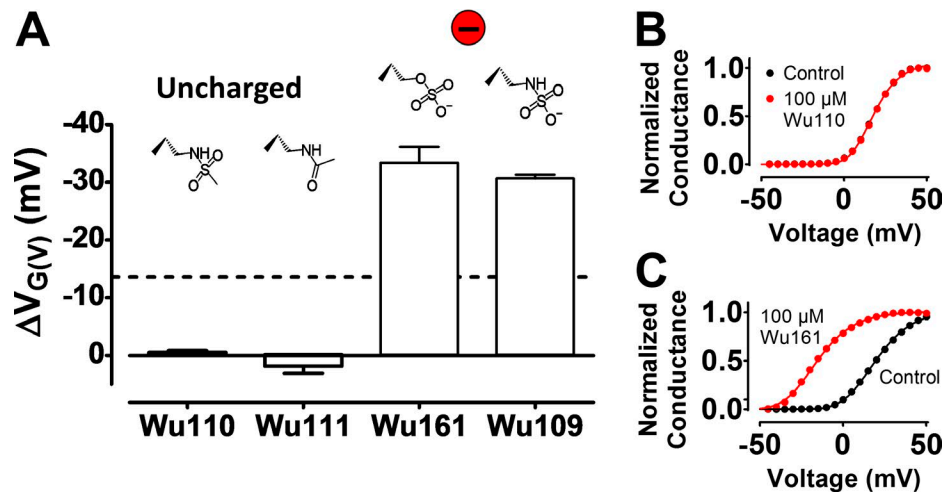 A
Uncharged
−
NH
S
O
O
NH
O
O
S
O
O
O⁻
NH
S
O
O
O⁻
ΔV_G(V) (mV)
-40
-30
-20
-10
0
Wu110
Wu111
Wu161
Wu109
B
Normalized
Conductance
1.0
0.5
0.0
Control
100 µM
Wu110
-50
0
50
Voltage (mV)
C
Normalized
Conductance
1.0
0.5
0.0
100 µM
Wu161
Control
-50
0
50
Voltage (mV)